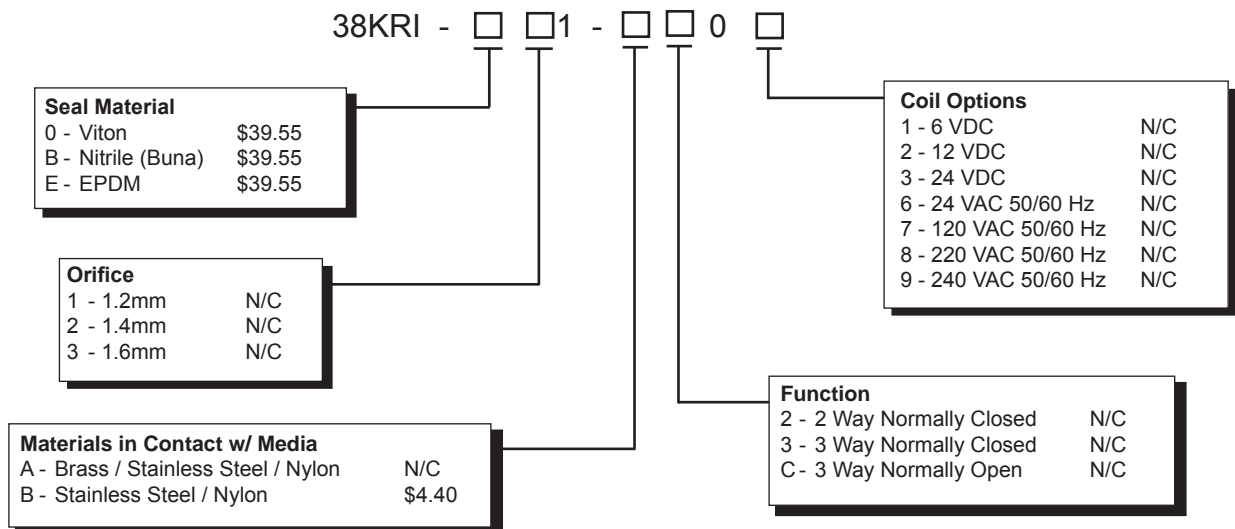 38KRI - □ □1 - □ □ 0 □
Seal Material
0 - Viton $39.55
B - Nitrile (Buna) $39.55
E - EPDM $39.55
Orifice
1 - 1.2mm N/C
2 - 1.4mm N/C
3 - 1.6mm N/C
Materials in Contact w/ Media
A - Brass / Stainless Steel / Nylon N/C
B - Stainless Steel / Nylon $4.40
Coil Options
1 - 6 VDC N/C
2 - 12 VDC N/C
3 - 24 VDC N/C
6 - 24 VAC 50/60 Hz N/C
7 - 120 VAC 50/60 Hz N/C
8 - 220 VAC 50/60 Hz N/C
9 - 240 VAC 50/60 Hz N/C
Function
2 - 2 Way Normally Closed N/C
3 - 3 Way Normally Closed N/C
C - 3 Way Normally Open N/C